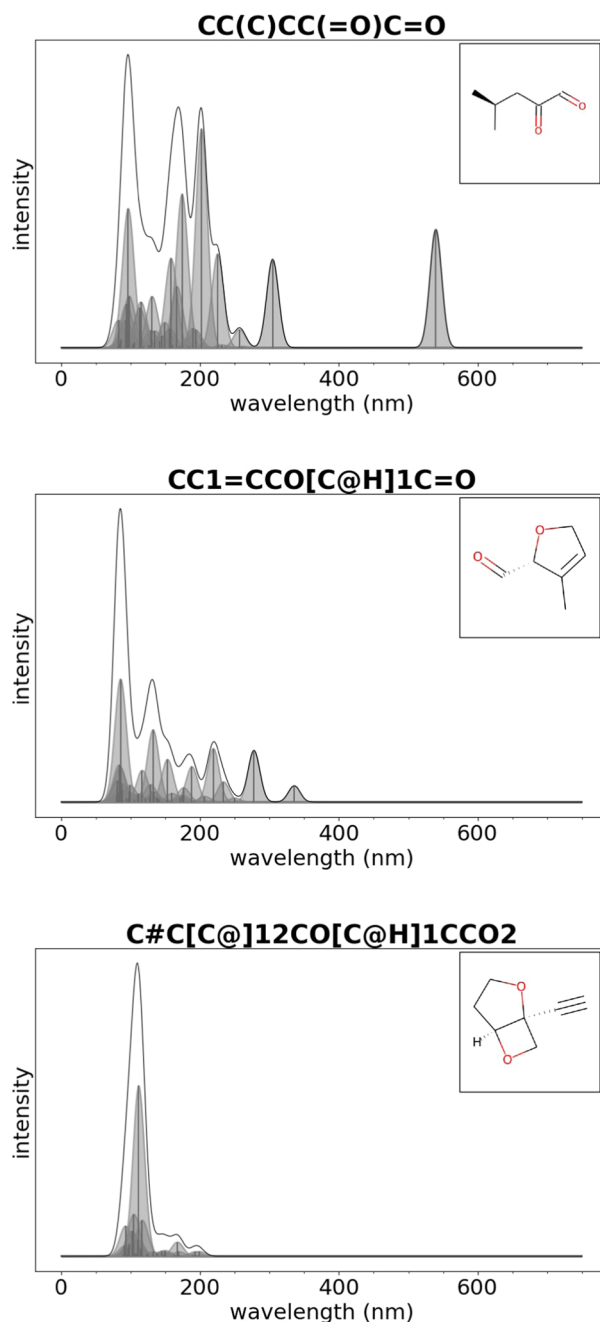 CC(C)CC(=O)C=O
O
O
intensity
0 200 400 600
wavelength (nm)
CC1=CCO[C@H]1C=O
O
O
intensity
0 200 400 600
wavelength (nm)
C#C[C@]12CO[C@H]1CCO2
O
H
O
intensity
0 200 400 600
wavelength (nm)